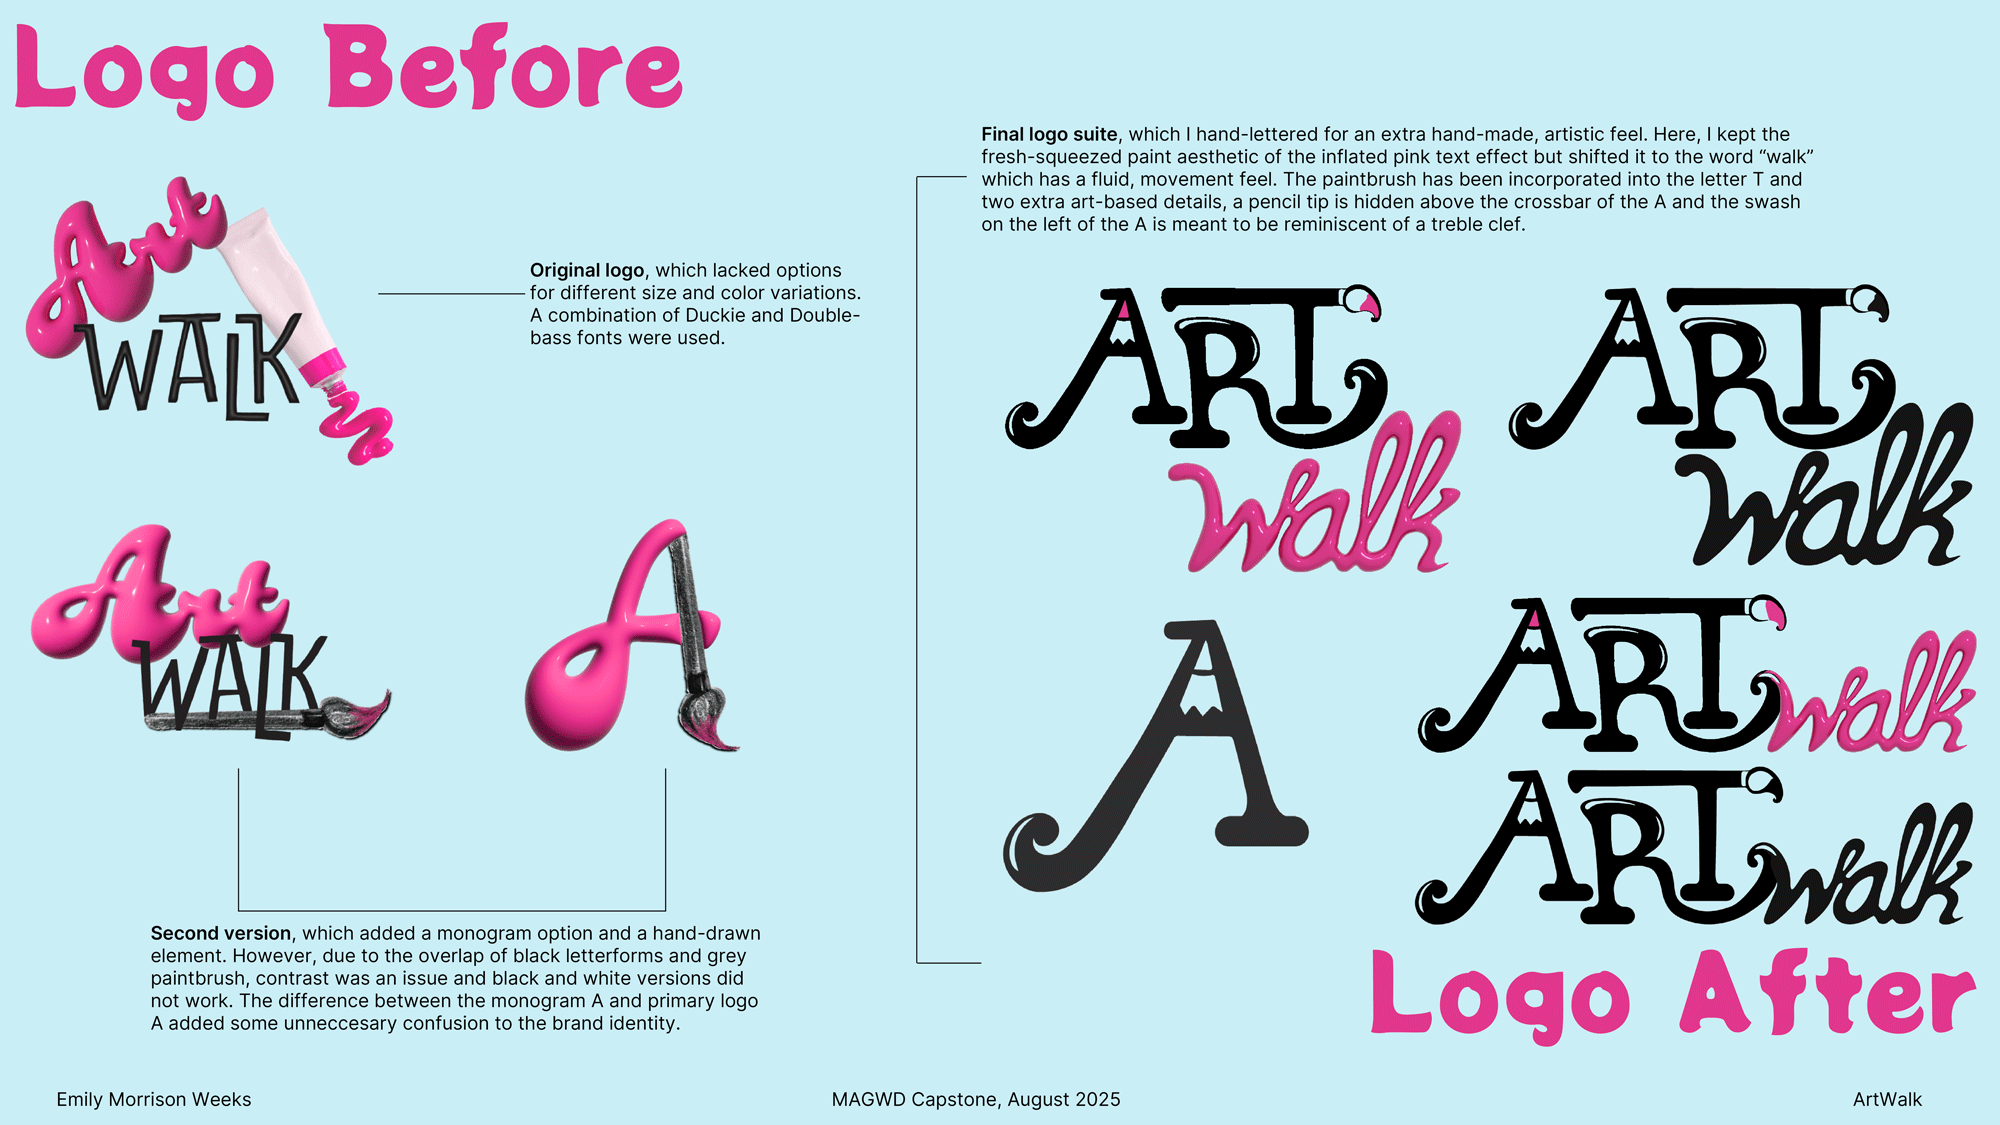 Logo Before
Art
WALK
Original logo, which lacked options
for different size and color variations.
A combination of Duckie and Double-
bass fonts were used.
Art
WALK
A
Second version, which added a monogram option and a hand-drawn
element. However, due to the overlap of black letterforms and grey
paintbrush, contrast was an issue and black and white versions did
not work. The difference between the monogram A and primary logo
A added some unneccesary confusion to the brand identity.
Final logo suite, which I hand-lettered for an extra hand-made, artistic feel. Here, I kept the
fresh-squeezed paint aesthetic of the inflated pink text effect but shifted it to the word “walk”
which has a fluid, movement feel. The paintbrush has been incorporated into the letter T and
two extra art-based details, a pencil tip is hidden above the crossbar of the A and the swash
on the left of the A is meant to be reminiscent of a treble clef.
ART
walk
ART
walk
A
ART walk
ART walk
Logo After
Emily Morrison Weeks
MAGWD Capstone, August 2025
ArtWalk